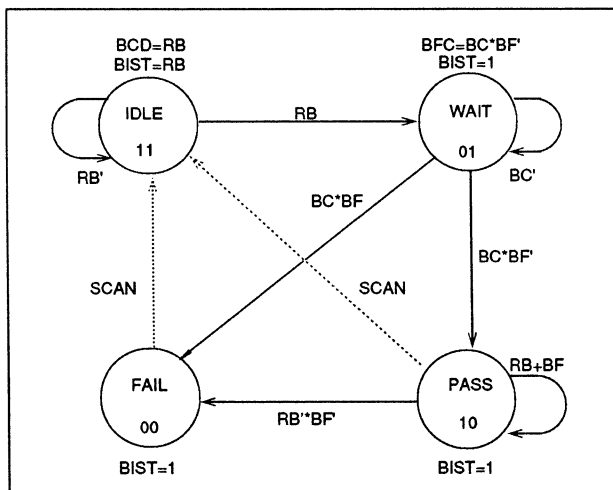 BCD=RB
BIST=RB
BFC=BC*BF'
BIST=1
IDLE
11
RB
WAIT
01
RB'
BC'
BC*BF
BC*BF'
SCAN
SCAN
FAIL
00
RB'*BF'
PASS
10
RB+BF
BIST=1
BIST=1